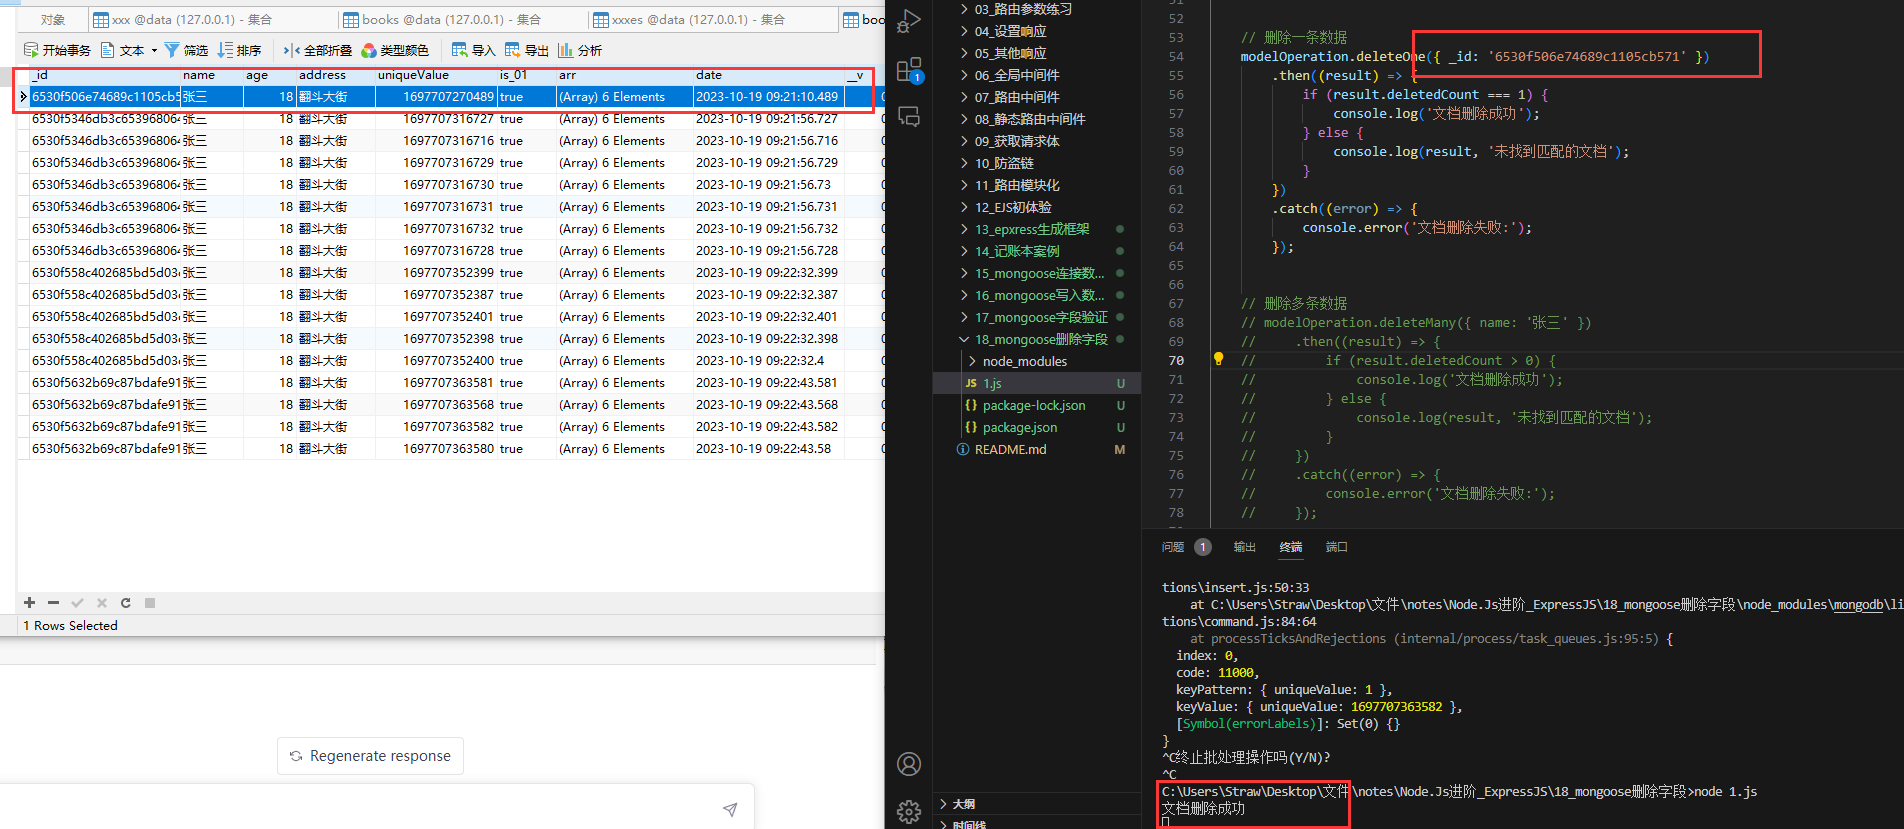 对象
xxx @data (127.0.0.1) - 集合
books @data (127.0.0.1) - 集合
xxxes @data (127.0.0.1) - 集合
boo
开始事务 文本 筛选 排序 全部折叠 类型颜色 导入 导出 分析
_id name age address uniqueValue is_01 arr date __v
6530f506e74689c1105cb5 张三 18 翻斗大街 1697707270489 true (Array) 6 Elements 2023-10-19 09:21:10.489
6530f5346db3c653968064 张三 18 翻斗大街 1697707316727 true (Array) 6 Elements 2023-10-19 09:21:56.727
6530f5346db3c653968064 张三 18 翻斗大街 1697707316716 true (Array) 6 Elements 2023-10-19 09:21:56.716
6530f5346db3c653968064 张三 18 翻斗大街 1697707316729 true (Array) 6 Elements 2023-10-19 09:21:56.729
6530f5346db3c653968064 张三 18 翻斗大街 1697707316730 true (Array) 6 Elements 2023-10-19 09:21:56.73
6530f5346db3c653968064 张三 18 翻斗大街 1697707316731 true (Array) 6 Elements 2023-10-19 09:21:56.731
6530f5346db3c653968064 张三 18 翻斗大街 1697707316732 true (Array) 6 Elements 2023-10-19 09:21:56.732
6530f5346db3c653968064 张三 18 翻斗大街 1697707316728 true (Array) 6 Elements 2023-10-19 09:21:56.728
6530f558c402685bd5d03 张三 18 翻斗大街 1697707352399 true (Array) 6 Elements 2023-10-19 09:22:32.399
6530f558c402685bd5d03 张三 18 翻斗大街 1697707352387 true (Array) 6 Elements 2023-10-19 09:22:32.387
6530f558c402685bd5d03 张三 18 翻斗大街 1697707352401 true (Array) 6 Elements 2023-10-19 09:22:32.401
6530f558c402685bd5d03 张三 18 翻斗大街 1697707352398 true (Array) 6 Elements 2023-10-19 09:22:32.398
6530f558c402685bd5d03 张三 18 翻斗大街 1697707352400 true (Array) 6 Elements 2023-10-19 09:22:32.4
6530f5632b69c87bdafe91 张三 18 翻斗大街 1697707363581 true (Array) 6 Elements 2023-10-19 09:22:43.581
6530f5632b69c87bdafe91 张三 18 翻斗大街 1697707363568 true (Array) 6 Elements 2023-10-19 09:22:43.568
6530f5632b69c87bdafe91 张三 18 翻斗大街 1697707363582 true (Array) 6 Elements 2023-10-19 09:22:43.582
6530f5632b69c87bdafe91 张三 18 翻斗大街 1697707363580 true (Array) 6 Elements 2023-10-19 09:22:43.58
1 Rows Selected
Regenerate response
1
03_路由参数练习
04_设置响应
05_其他响应
06_全局中间件
07_路由中间件
08_静态路由中间件
09_获取请求体
10_防盗链
11_路由模块化
12_EJS初体验
13_epxress生成框架
14_记账本案例
15_mongoose连接数...
16_mongoose写入数...
17_mongoose字段验证
18_mongoose删除字段
node_modules
JS 1.js U
{} package-lock.json U
{} package.json U
README.md M
大纲
时间线
52
53 // 删除一条数据
54 modelOperation.deleteOne({ _id: '6530f506e74689c1105cb571' })
55 .then((result) => {
56 if (result.deletedCount === 1) {
57 console.log('文档删除成功');
58 } else {
59 console.log(result, '未找到匹配的文档');
60 }
61 })
62 .catch((error) => {
63 console.error('文档删除失败:');
64 });
65
66
67 // 删除多条数据
68 // modelOperation.deleteMany({ name: '张三' })
69 // .then((result) => {
70 // if (result.deletedCount > 0) {
71 // console.log('文档删除成功');
72 // } else {
73 // console.log(result, '未找到匹配的文档');
74 // }
75 // })
76 // .catch((error) => {
77 // console.error('文档删除失败:');
78 // });
问题 1 输出 终端 端口
tions\insert.js:50:33
at C:\Users\Straw\Desktop\文件\notes\Node.Js进阶_ExpressJS\18_mongoose删除字段\node_modules\mongodb\li
tions\command.js:84:64
at processTicksAndRejections (internal/process/task_queues.js:95:5) {
index: 0,
code: 11000,
keyPattern: { uniqueValue: 1 },
keyValue: { uniqueValue: 1697707363582 },
[Symbol(errorLabels)]: Set(0) {}
}
^C终止批处理操作吗(Y/N)?
^C
C:\Users\Straw\Desktop\文件\notes\Node.Js进阶_ExpressJS\18_mongoose删除字段>node 1.js
文档删除成功